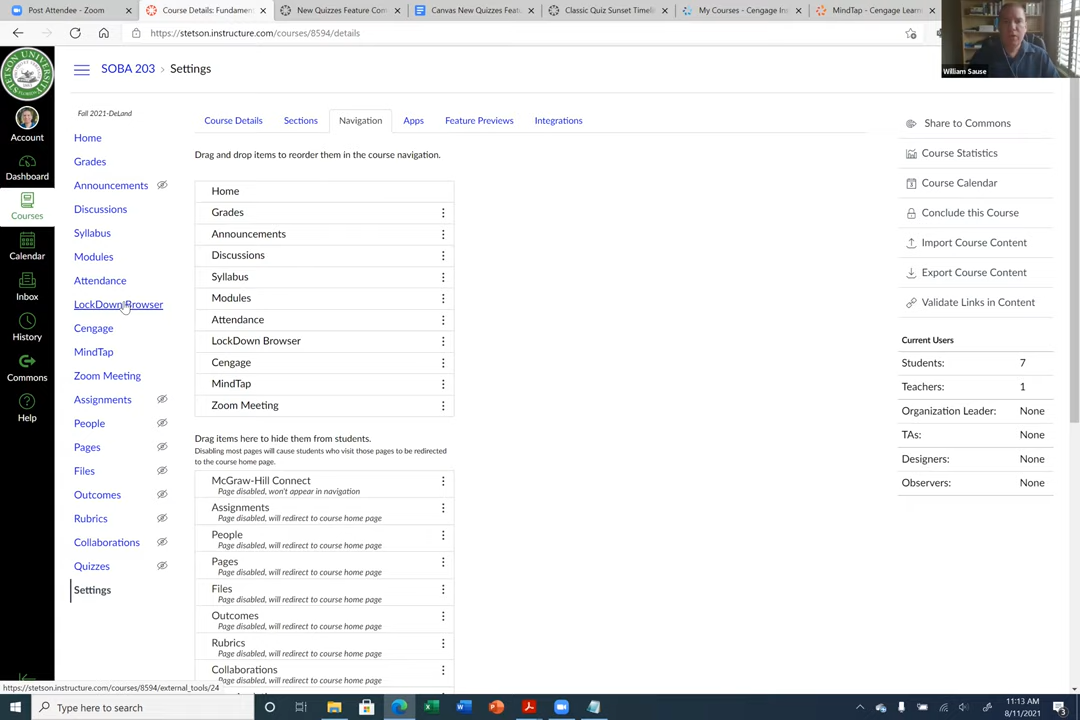 Post Attendee - Zoom
Course Details: Fundamen
New Quizzes Feature Com
Canvas New Quizzes Featu
Classic Quiz Sunset Timeli
My Courses - Cengage Ins
MindTap - Cengage Learn
https://stetson.instructure.com/courses/8594/details
William Sause
SOBA 203 › Settings
Account
Dashboard
Courses
Calendar
Inbox
History
Commons
Help
Fall 2021-DeLand
Home
Grades
Announcements
Discussions
Syllabus
Modules
Attendance
LockDown Browser
Cengage
MindTap
Zoom Meeting
Assignments
People
Pages
Files
Outcomes
Rubrics
Collaborations
Quizzes
Settings
Course Details
Sections
Navigation
Apps
Feature Previews
Integrations
Drag and drop items to reorder them in the course navigation.
Home
Grades
Announcements
Discussions
Syllabus
Modules
Attendance
LockDown Browser
Cengage
MindTap
Zoom Meeting
Drag items here to hide them from students.
Disabling most pages will cause students who visit those pages to be redirected
to the course home page.
McGraw-Hill Connect
Page disabled, won't appear in navigation
Assignments
Page disabled, will redirect to course home page
People
Page disabled, will redirect to course home page
Pages
Page disabled, will redirect to course home page
Files
Page disabled, will redirect to course home page
Outcomes
Page disabled, will redirect to course home page
Rubrics
Page disabled, will redirect to course home page
Collaborations
Share to Commons
Course Statistics
Course Calendar
Conclude this Course
Import Course Content
Export Course Content
Validate Links in Content
Current Users
Students: 7
Teachers: 1
Organization Leader: None
TAs: None
Designers: None
Observers: None
https://stetson.instructure.com/courses/8594/external_tools/24
Type here to search
11:13 AM
8/11/2021